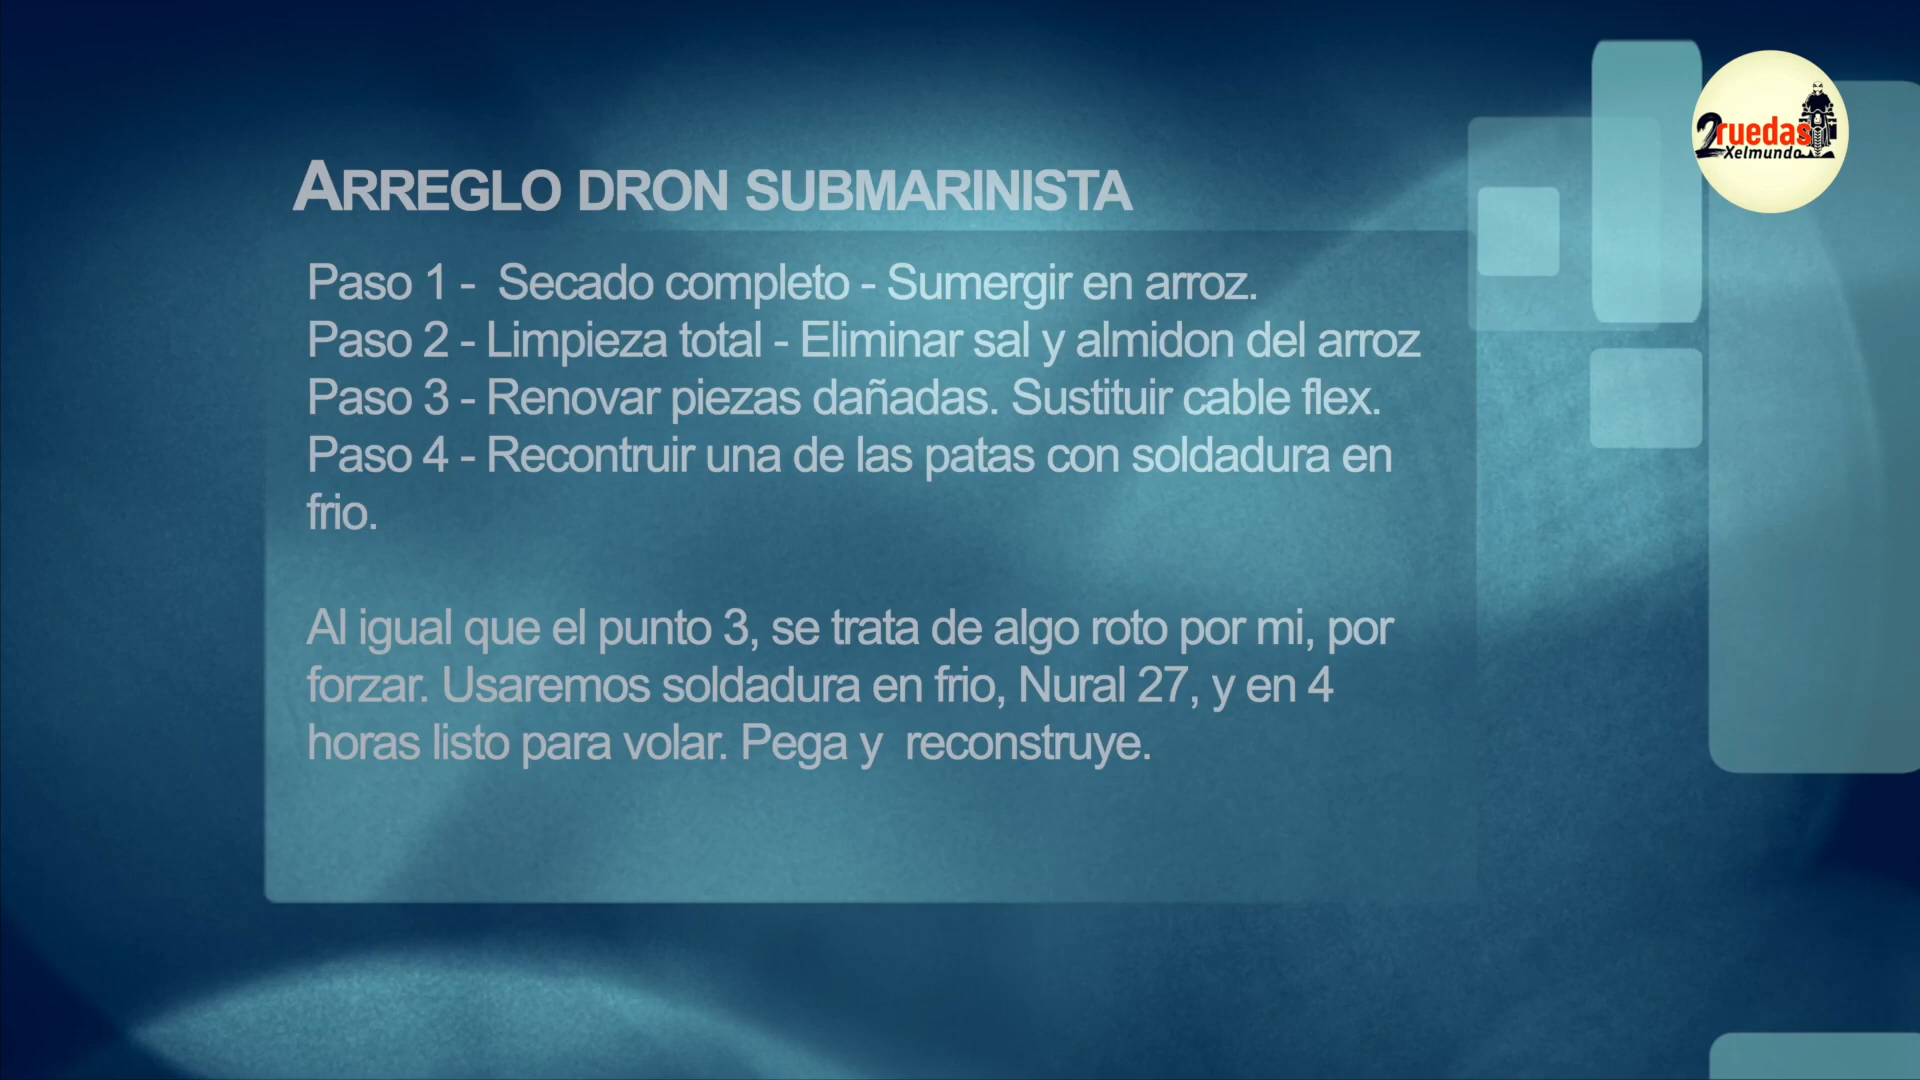 ARREGLO DRON SUBMARINISTA
Paso 1 -  Secado completo - Sumergir en arroz.
Paso 2 - Limpieza total - Eliminar sal y almidon del arroz
Paso 3 - Renovar piezas dañadas. Sustituir cable flex.
Paso 4 - Recontruir una de las patas con soldadura en
frio.
Al igual que el punto 3, se trata de algo roto por mi, por
forzar. Usaremos soldadura en frio, Nural 27, y en 4
horas listo para volar. Pega y  reconstruye.
2ruedas
Xelmundo